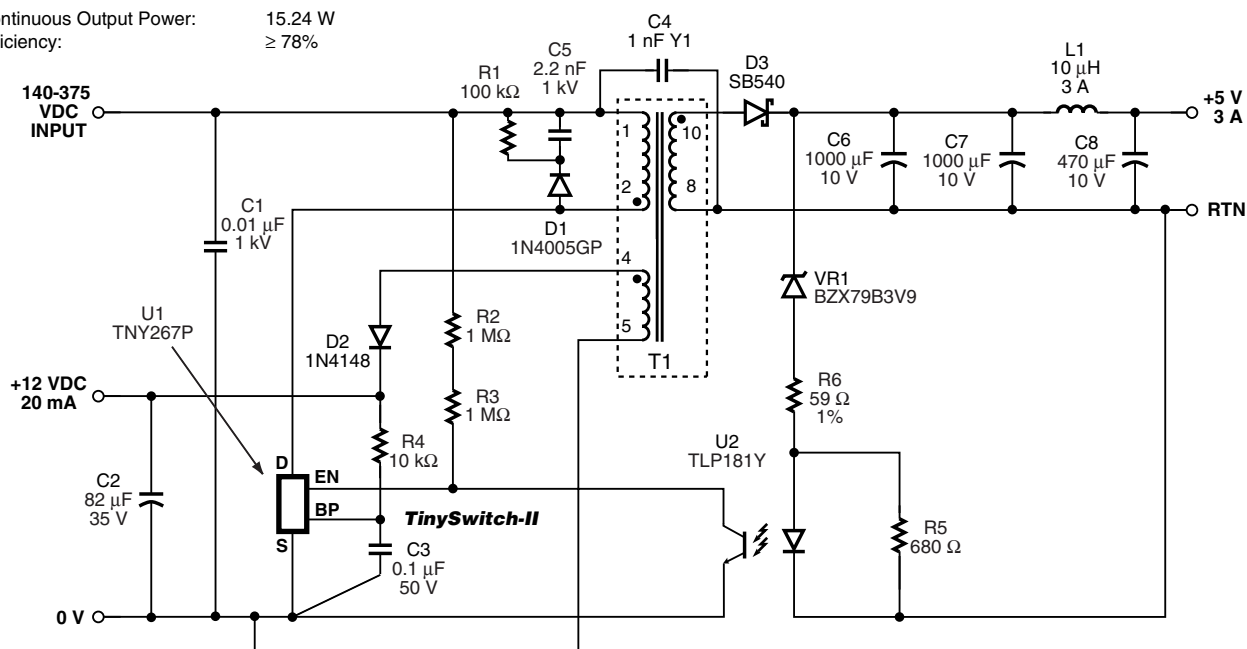 ontinuous Output Power: 15.24 W
iciency: ≥ 78%
C4
1 nF Y1
C5
2.2 nF
1 kV
R1
100 kΩ
D3
SB540
L1
10 µH
3 A
140-375
VDC
INPUT
+5 V
3 A
1
10
C6
1000 µF
10 V
C7
1000 µF
10 V
C8
470 µF
10 V
2
8
C1
0.01 µF
1 kV
D1
1N4005GP
RTN
4
5
T1
VR1
BZX79B3V9
U1
TNY267P
D2
1N4148
R2
1 MΩ
+12 VDC
20 mA
R3
1 MΩ
R6
59 Ω
1%
R4
10 kΩ
U2
TLP181Y
C2
82 µF
35 V
D
EN
BP
S
TinySwitch-II
R5
680 Ω
C3
0.1 µF
50 V
0 V